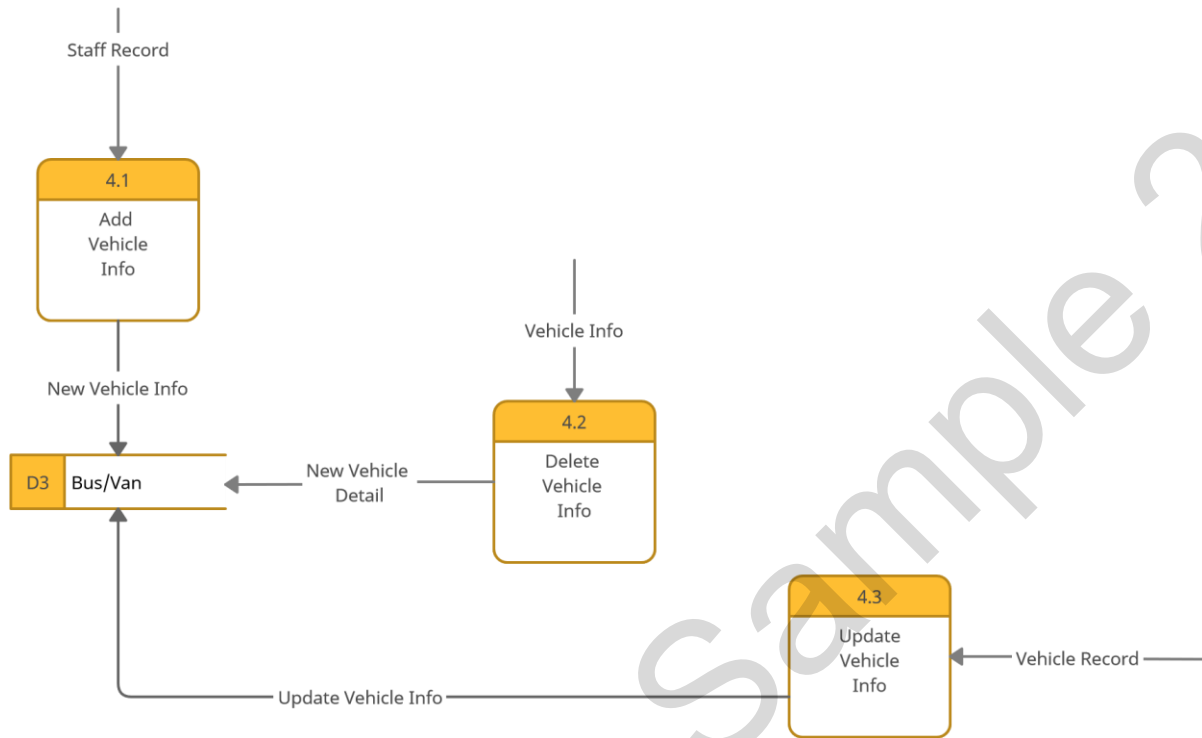 Staff Record
4.1
Add
Vehicle
Info
New Vehicle Info
D3 Bus/Van
Vehicle Info
4.2
Delete
Vehicle
Info
New Vehicle
Detail
4.3
Update
Vehicle
Info
Vehicle Record
Update Vehicle Info
Sample 2